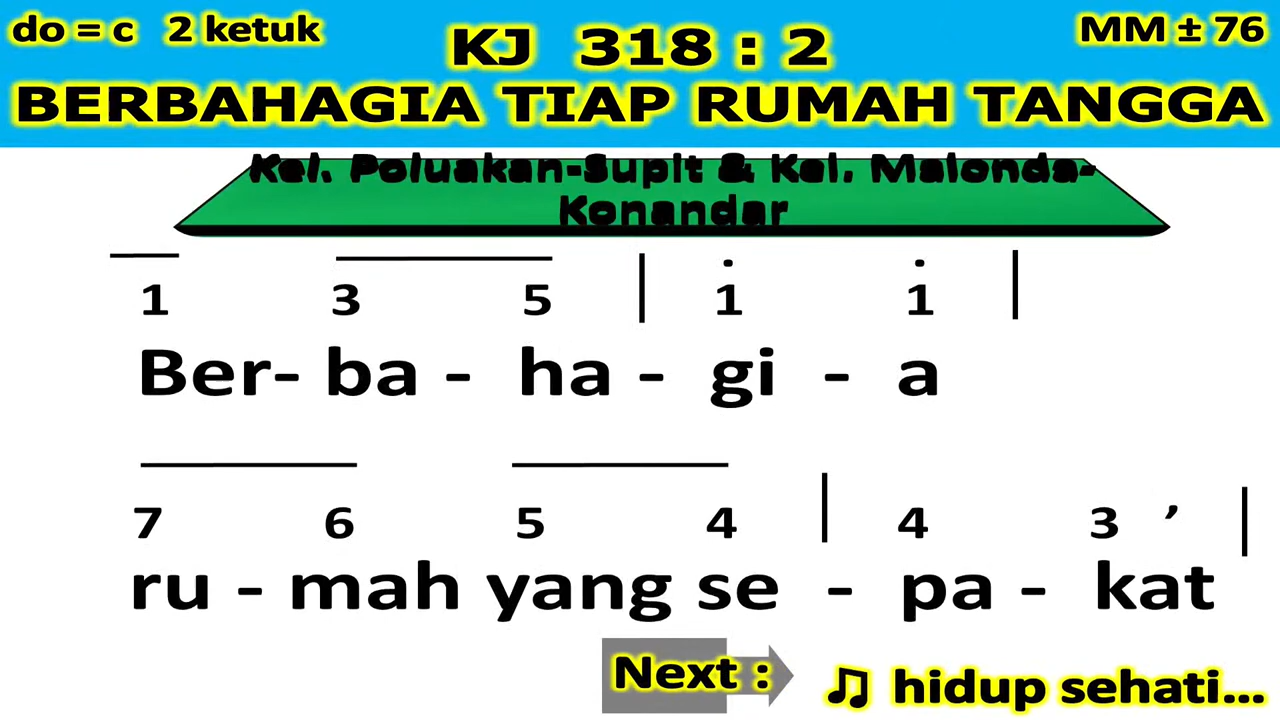 do = c 2 ketuk
KJ 318 : 2
MM ± 76
BERBAHAGIA TIAP RUMAH TANGGA
Kel. Poluakan-Supit & Kel. Malonda-
Konandar
1 3 5 | 1̇ 1̇ |
Ber- ba - ha - gi - a
7 6 5 4 | 4 3 ’ |
ru - mah yang se - pa - kat
Next : ♫ hidup sehati...